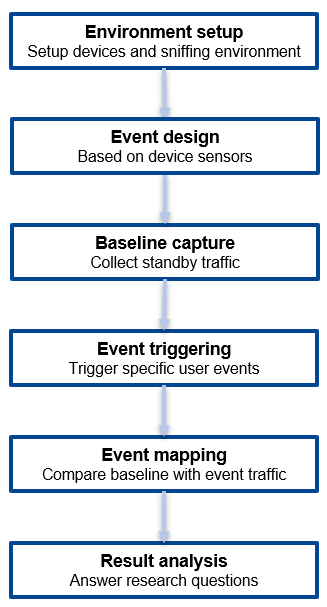 Environment setup
Setup devices and sniffing environment
Event design
Based on device sensors
Baseline capture
Collect standby traffic
Event triggering
Trigger specific user events
Event mapping
Compare baseline with event traffic
Result analysis
Answer research questions